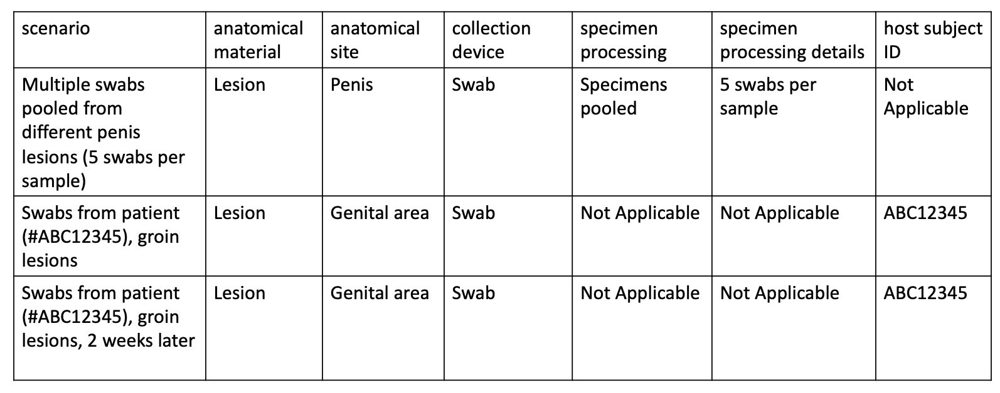 scenario
anatomical
material
anatomical
site
collection
device
specimen
processing
specimen
processing details
host subject
ID
Multiple swabs
pooled from
different penis
lesions (5 swabs per
sample)
Lesion
Penis
Swab
Specimens
pooled
5 swabs per
sample
Not
Applicable
Swabs from patient
(#ABC12345), groin
lesions
Lesion
Genital area
Swab
Not Applicable
Not Applicable
ABC12345
Swabs from patient
(#ABC12345), groin
lesions, 2 weeks later
Lesion
Genital area
Swab
Not Applicable
Not Applicable
ABC12345